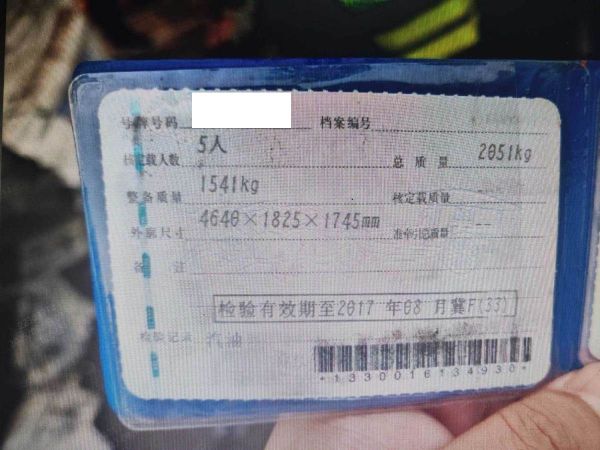 号牌号码 档案编号
核定载人数 5人 总质量 2051kg
整备质量 1541kg 核定载质量 --
外廓尺寸 4640×1825×1745mm 准牵引总质量 --
备注
检验有效期至2017年08月冀F(33)
检验记录 汽油
*1330016134930*